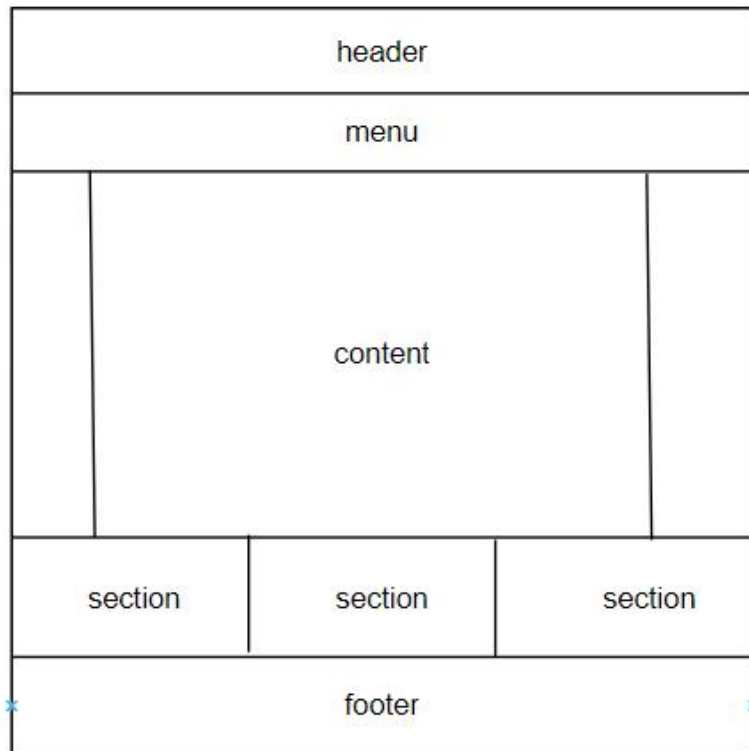 header
menu
content
section section section
footer